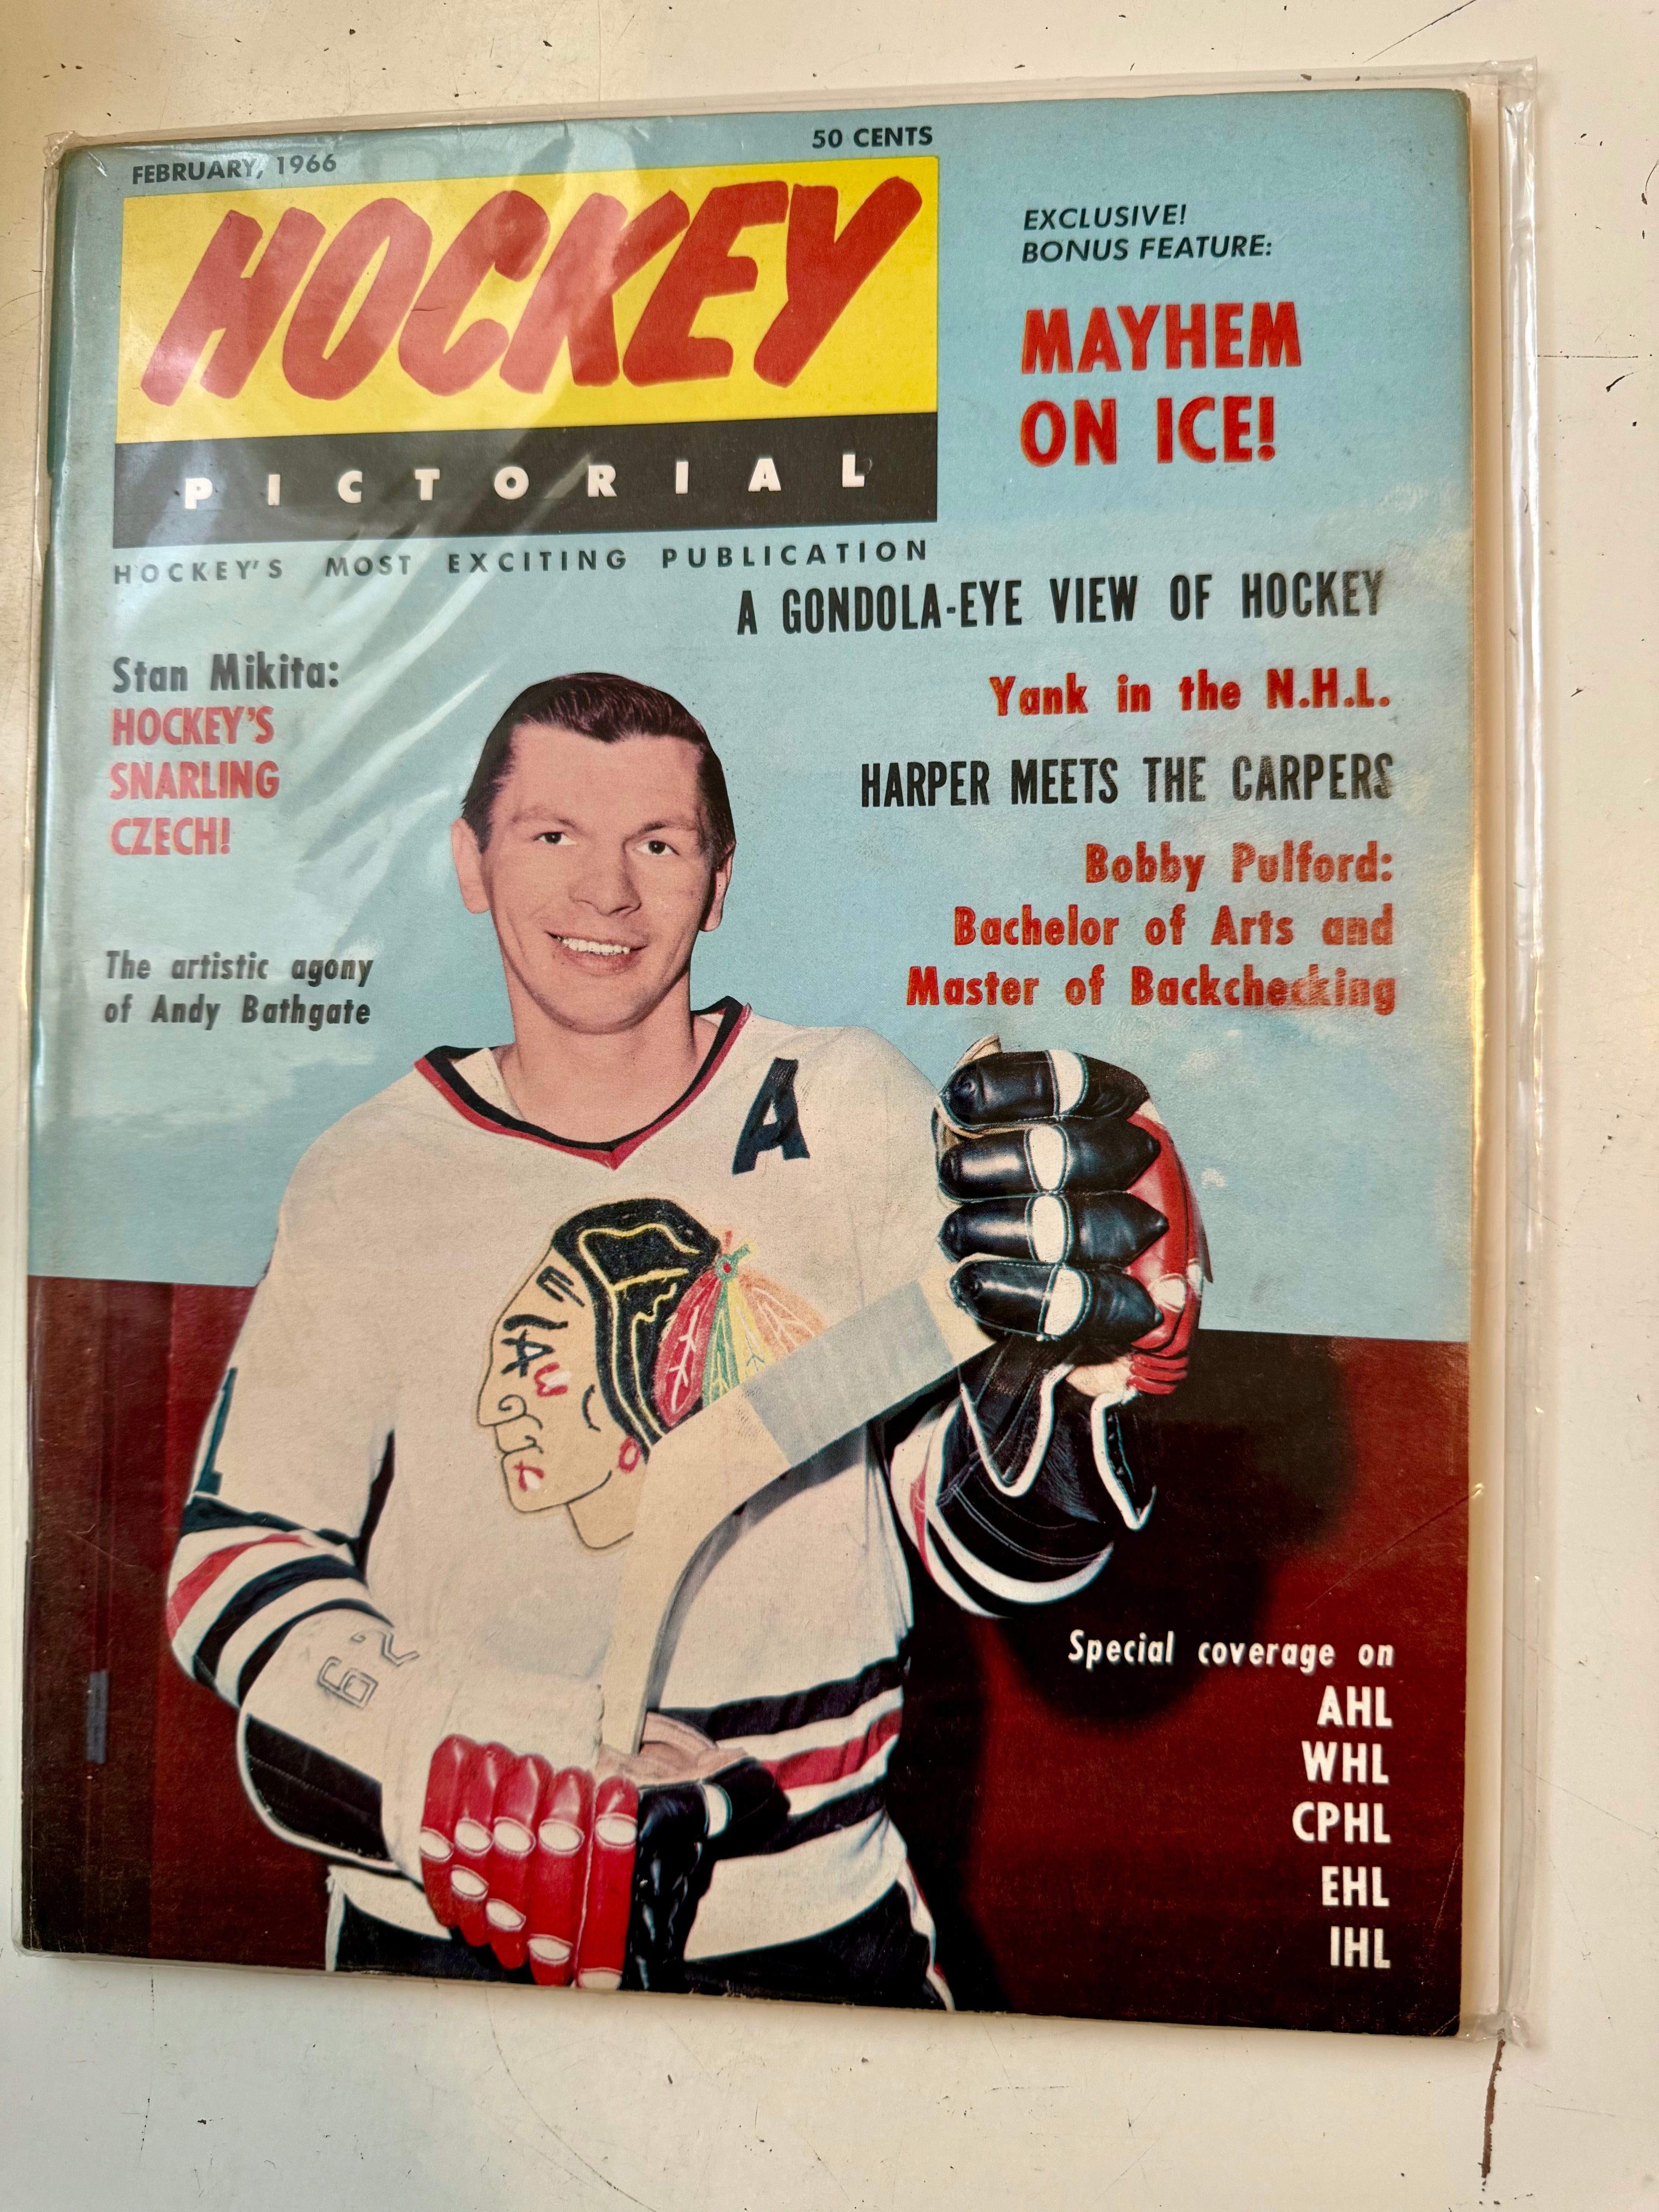 FEBRUARY, 1966
50 CENTS
HOCKEY
PICTORIAL
HOCKEY'S MOST EXCITING PUBLICATION
EXCLUSIVE!
BONUS FEATURE:
MAYHEM
ON ICE!
A GONDOLA-EYE VIEW OF HOCKEY
Yank in the N.H.L.
HARPER MEETS THE CARPERS
Bobby Pulford:
Bachelor of Arts and
Master of Backchecking
Stan Mikita:
HOCKEY'S
SNARLING
CZECH!
The artistic agony
of Andy Bathgate
A
Special coverage on
AHL
WHL
CPHL
EHL
IHL